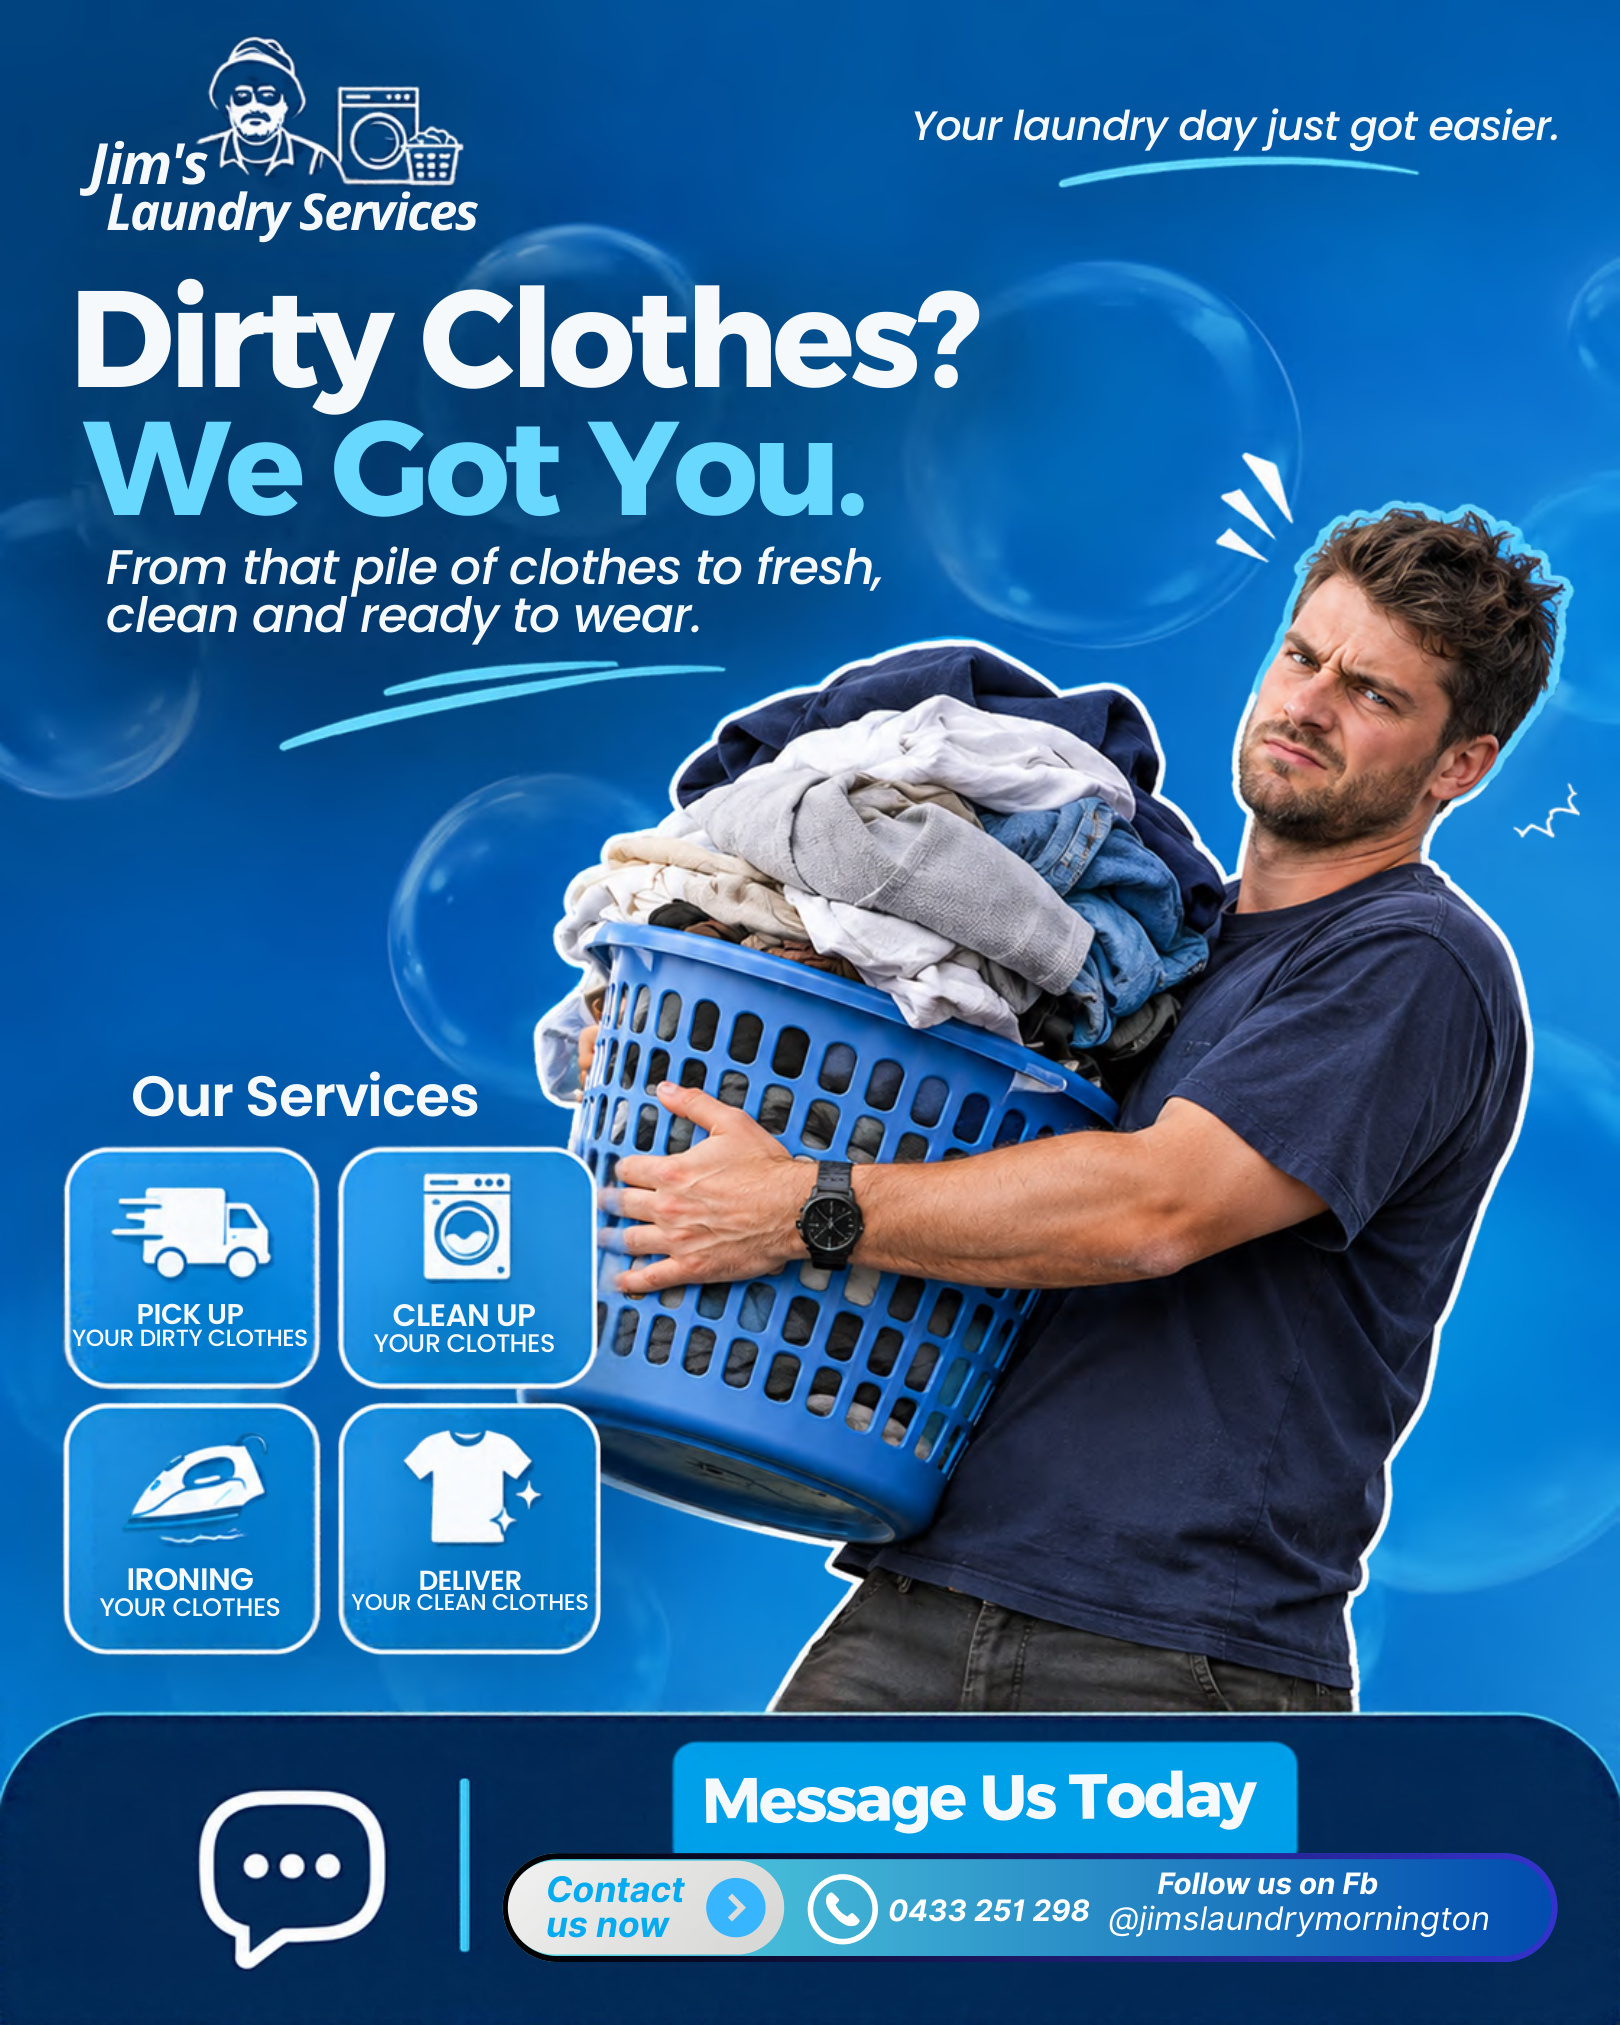 Jim's
Laundry Services
Your laundry day just got easier.
Dirty Clothes?
We Got You.
From that pile of clothes to fresh,
clean and ready to wear.
Our Services
PICK UP
YOUR DIRTY CLOTHES
CLEAN UP
YOUR CLOTHES
IRONING
YOUR CLOTHES
DELIVER
YOUR CLEAN CLOTHES
Message Us Today
Contact
us now
0433 251 298
Follow us on Fb
@jimslaundrymornington